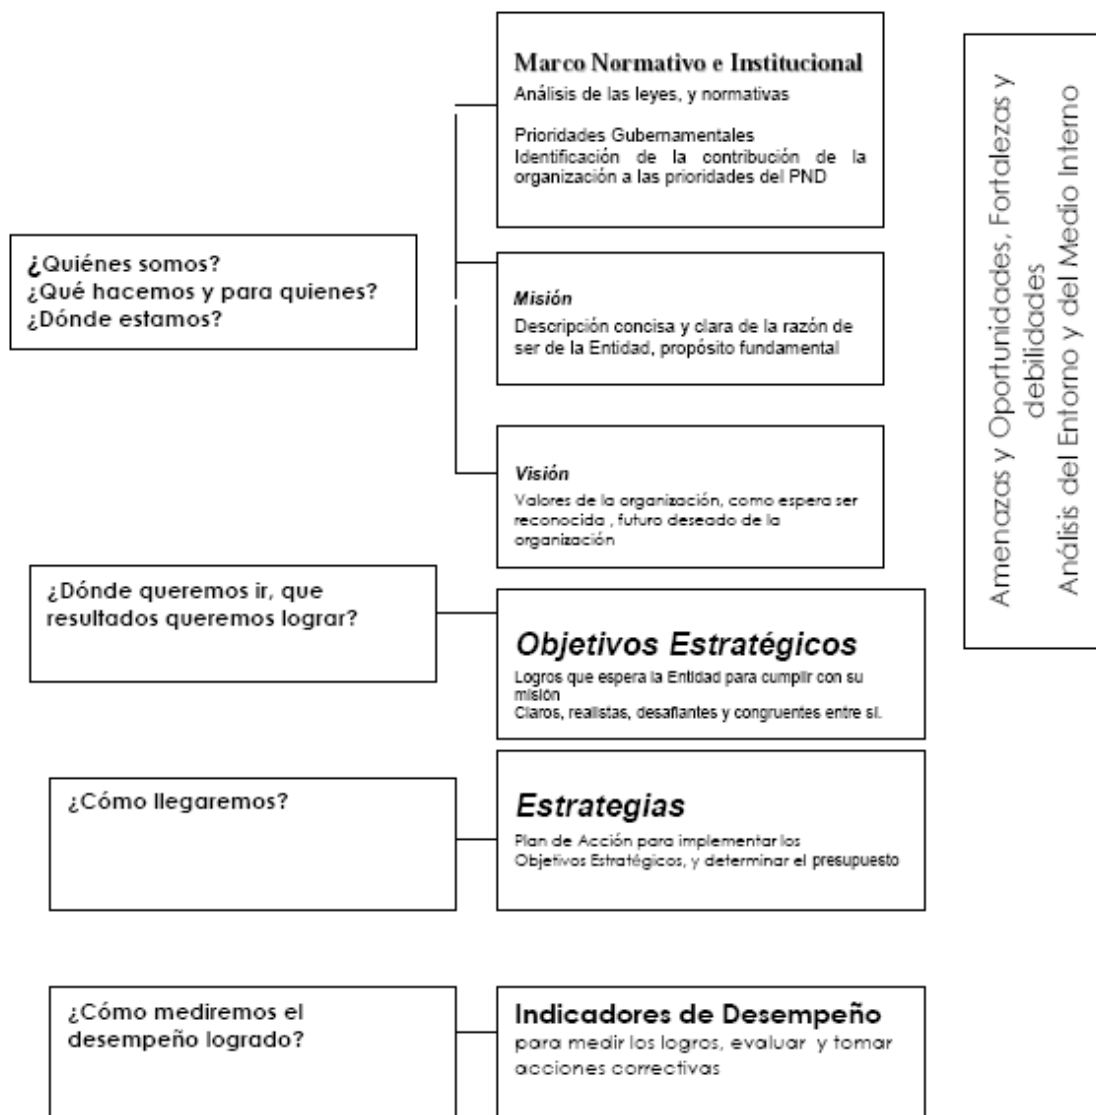 Marco Normativo e Institucional
Análisis de las leyes, y normativas
Prioridades Gubernamentales
Identificación de la contribución de la
organización a las prioridades del PND
¿Quiénes somos?
¿Qué hacemos y para quienes?
¿Dónde estamos?
Misión
Descripción concisa y clara de la razón de
ser de la Entidad, propósito fundamental
Visión
Valores de la organización, como espera ser
reconocida , futuro deseado de la
organización
¿Dónde queremos ir, que
resultados queremos lograr?
Objetivos Estratégicos
Logros que espera la Entidad para cumplir con su
misión
Claros, realistas, desafiantes y congruentes entre sí.
¿Cómo llegaremos?
Estrategias
Plan de Acción para implementar los
Objetivos Estratégicos, y determinar el presupuesto
¿Cómo mediremos el
desempeño logrado?
Indicadores de Desempeño
para medir los logros, evaluar y tomar
acciones correctivas
Amenazas y Oportunidades, Fortalezas y
debilidades
Análisis del Entorno y del Medio Interno